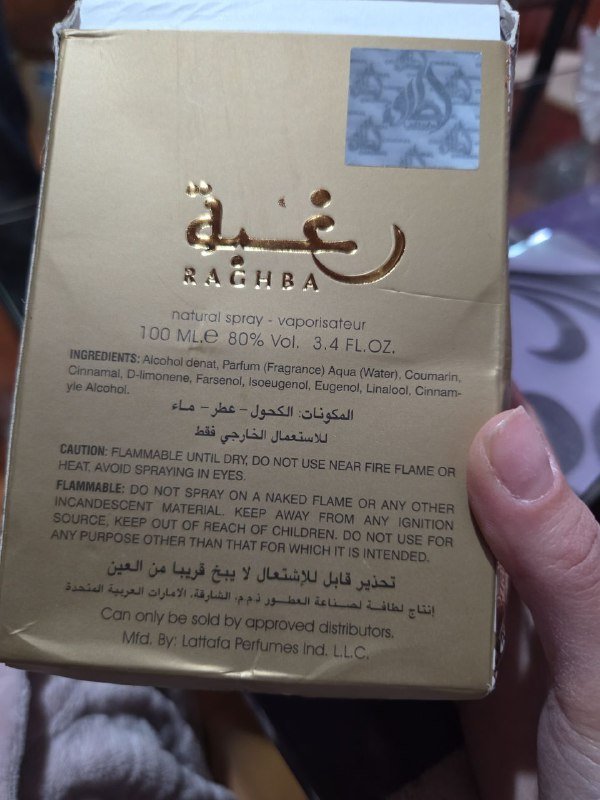 رغبة
RAGHBA
natural spray - vaporisateur
100 ML.e 80% Vol. 3.4 FL.OZ.
INGREDIENTS: Alcohol denat, Parfum (Fragrance) Aqua (Water), Coumarin,
Cinnamal, D-limonene, Farsenol, Isoeugenol, Eugenol, Linalool, Cinnam-
yle Alcohol.
المكونات: الكحول - عطر - ماء
للاستعمال الخارجي فقط
CAUTION: FLAMMABLE UNTIL DRY, DO NOT USE NEAR FIRE FLAME OR
HEAT, AVOID SPRAYING IN EYES.
FLAMMABLE: DO NOT SPRAY ON A NAKED FLAME OR ANY OTHER
INCANDESCENT MATERIAL. KEEP AWAY FROM ANY IGNITION
SOURCE, KEEP OUT OF REACH OF CHILDREN. DO NOT USE FOR
ANY PURPOSE OTHER THAN THAT FOR WHICH IT IS INTENDED.
تحذير قابل للإشتعال لا يبخ قريبا من العين
إنتاج لطافة لصناعة العطور ذ.م.م. الشارقة. الامارات العربية المتحدة
Can only be sold by approved distributors.
Mfd. By: Lattafa Perfumes Ind. L.L.C.